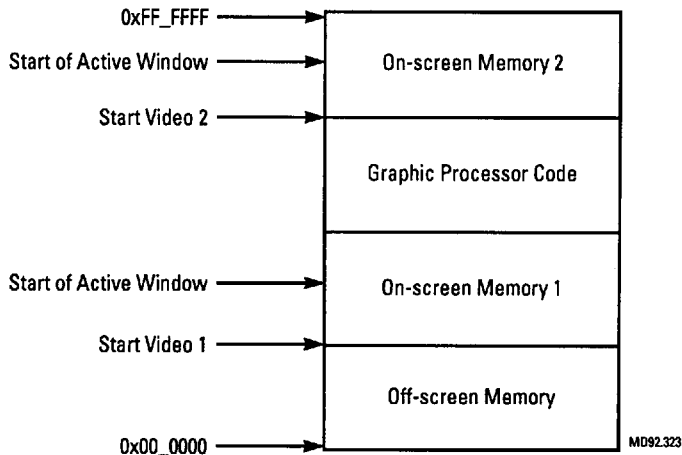 0xFF_FFFF
On-screen Memory 2
Start of Active Window
Start Video 2
Graphic Processor Code
Start of Active Window
On-screen Memory 1
Start Video 1
Off-screen Memory
0x00_0000
MD92.323